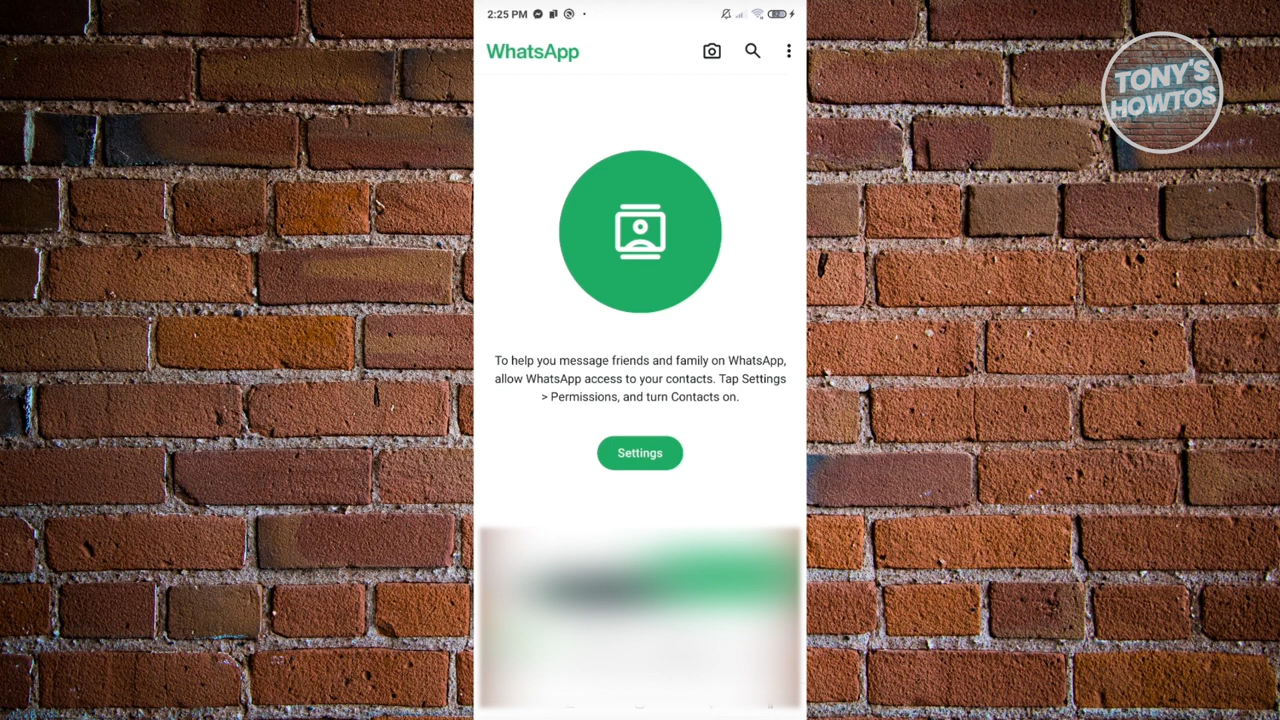 2:25 PM
WhatsApp
TONY'S
HOWTOS
To help you message friends and family on WhatsApp,
allow WhatsApp access to your contacts. Tap Settings
> Permissions, and turn Contacts on.
Settings